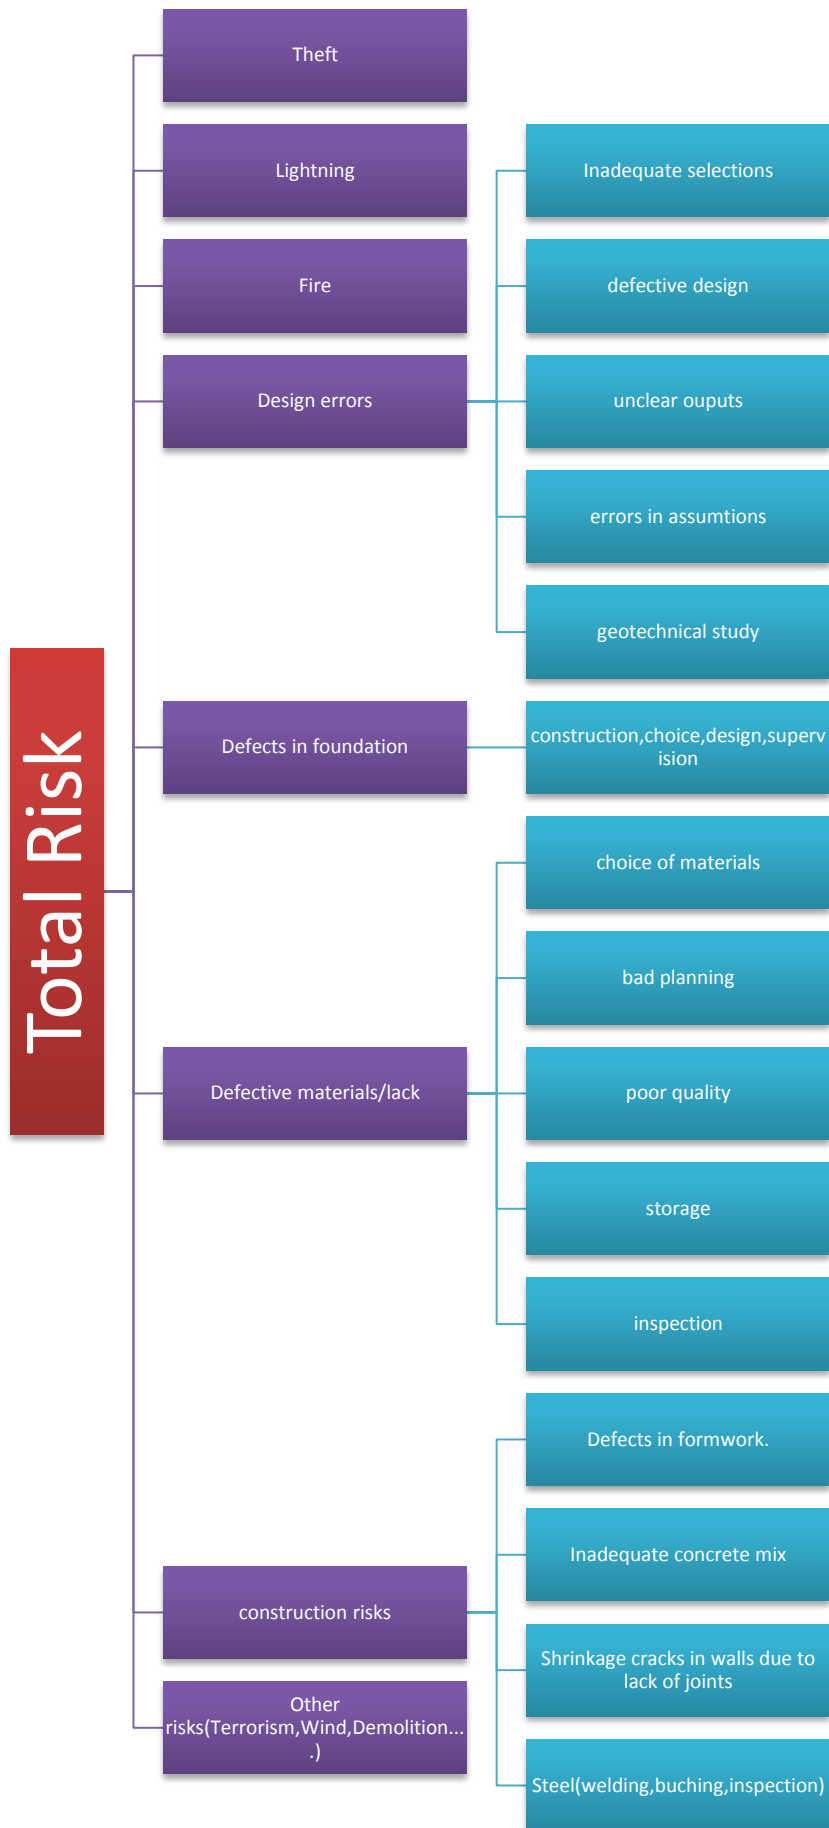 Total Risk
Theft
Lightning
Fire
Design errors
Inadequate selections
defective design
unclear ouputs
errors in assumtions
geotechnical study
Defects in foundation
construction,choice,design,superv
ision
Defective materials/lack
choice of materials
bad planning
poor quality
storage
inspection
construction risks
Defects in formwork.
Inadequate concrete mix
Shrinkage cracks in walls due to
lack of joints
Steel(welding,buching,inspection)
Other
risks(Terrorism,Wind,Demolition...
.)